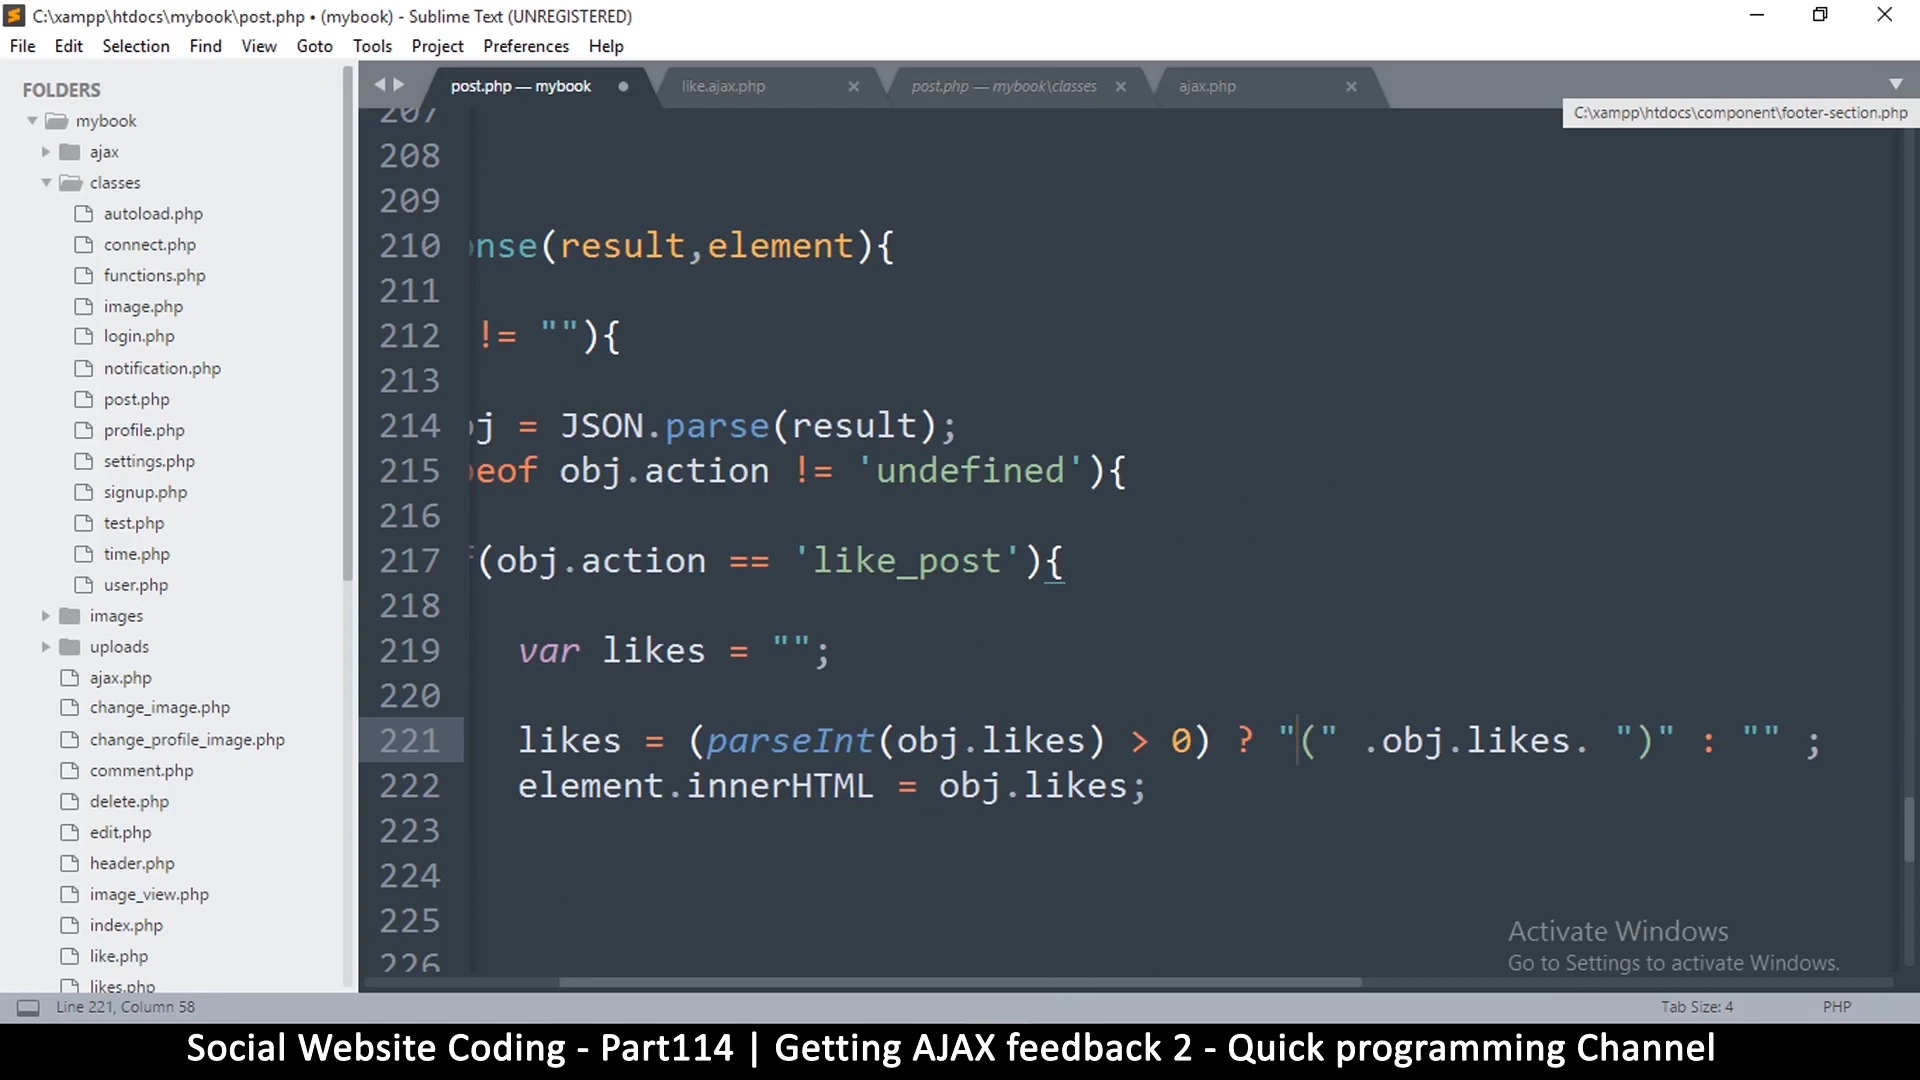 C:\xampp\htdocs\mybook\post.php • (mybook) - Sublime Text (UNREGISTERED)
File Edit Selection Find View Goto Tools Project Preferences Help
FOLDERS
mybook
ajax
classes
autoload.php
connect.php
functions.php
image.php
login.php
notification.php
post.php
profile.php
settings.php
signup.php
test.php
time.php
user.php
images
uploads
ajax.php
change_image.php
change_profile_image.php
comment.php
delete.php
edit.php
header.php
image_view.php
index.php
like.php
likes.php
post.php — mybook like.ajax.php post.php — mybook\classes ajax.php
C:\xampp\htdocs\component\footer-section.php
207
208
209
210 onse(result,element){
211
212 != ""){
213
214 bj = JSON.parse(result);
215 peof obj.action != 'undefined'){
216
217 f(obj.action == 'like_post'){
218
219 var likes = "";
220
221 likes = (parseInt(obj.likes) > 0) ? "(" .obj.likes. ")" : "" ;
222 element.innerHTML = obj.likes;
223
224
225
226
Activate Windows
Go to Settings to activate Windows.
Line 221, Column 58 Tab Size: 4 PHP
Social Website Coding - Part114 | Getting AJAX feedback 2 - Quick programming Channel